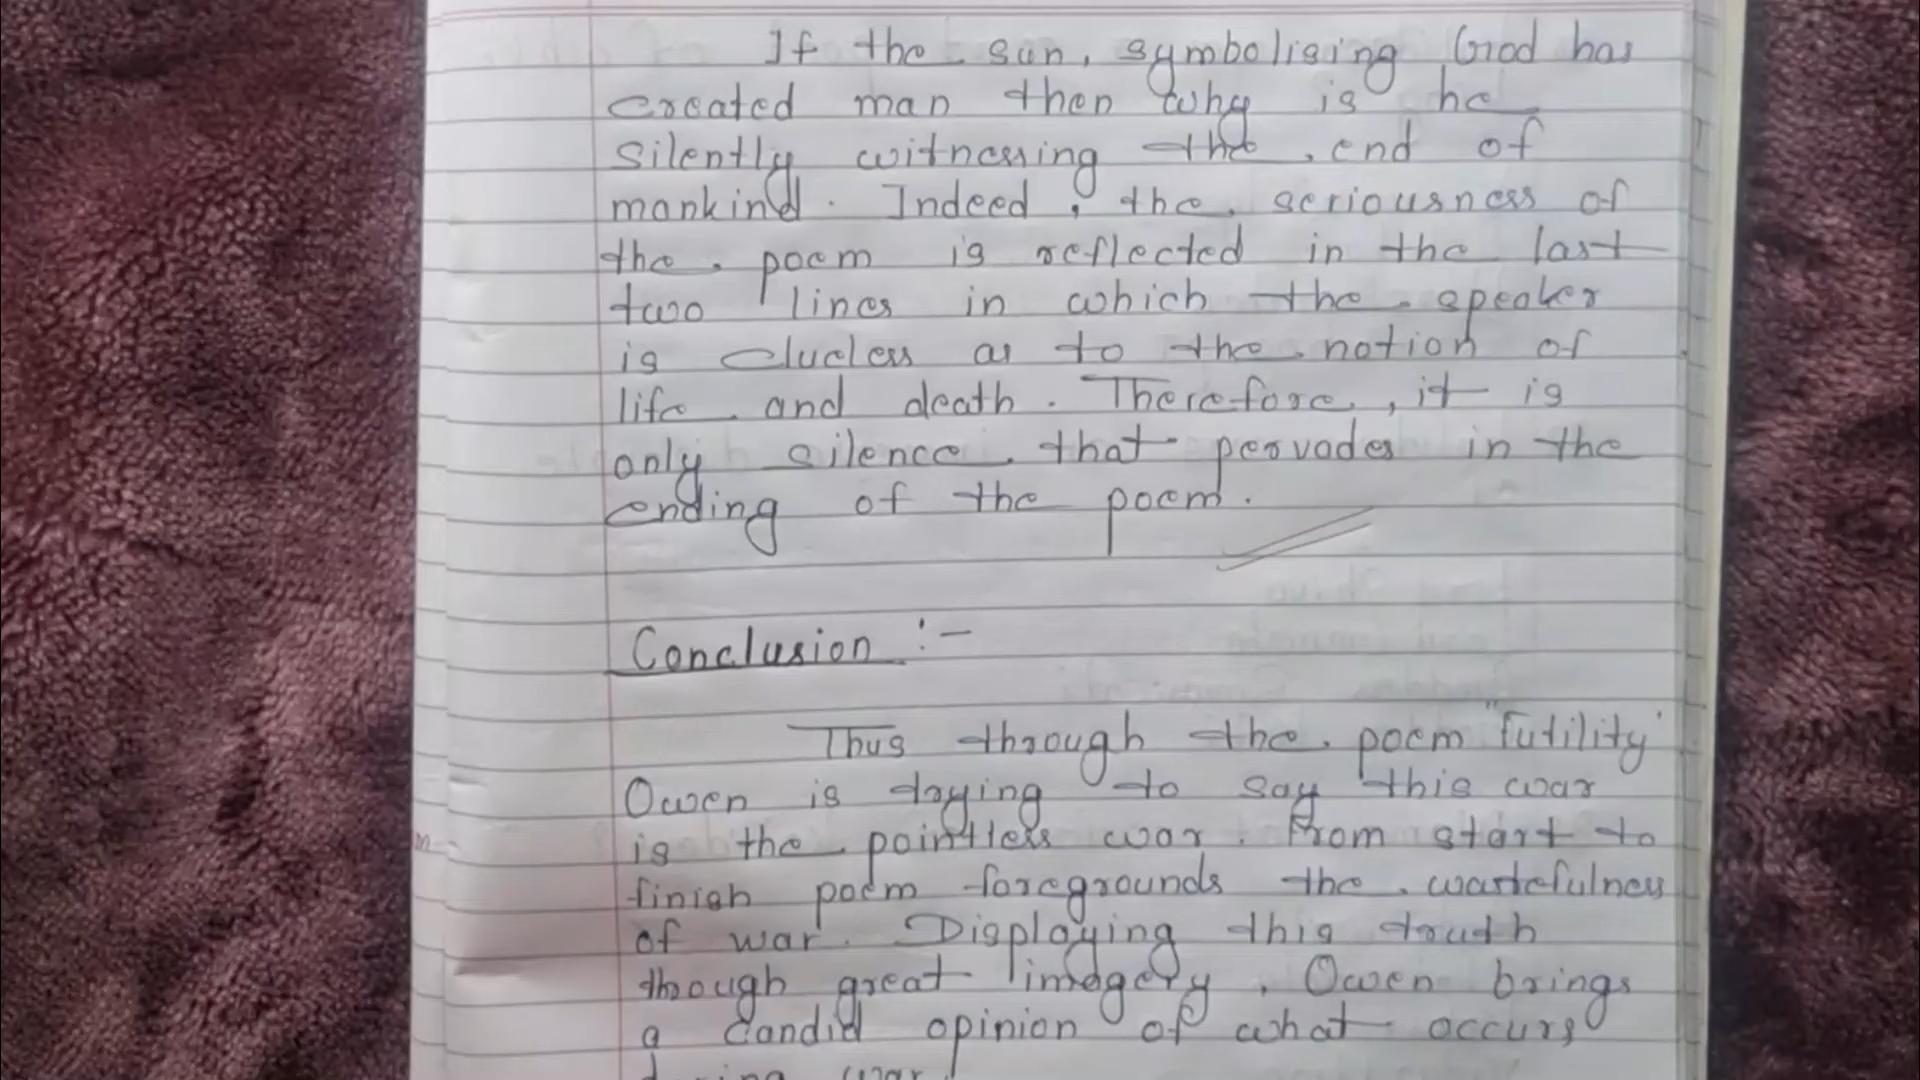 If the sun, symbolising God has
created man then why is he
silently witnessing the end of
mankind. Indeed, the seriousness of
the poem is reflected in the last
two lines in which the speaker
is clueless as to the notion of
life and death. Therefore, it is
only silence that pervades in the
ending of the poem.
Conclusion :-
Thus through the poem "Futility"
Owen is trying to say this war
is the pointless war. From start to
finish poem foregrounds the wastefulness
of war. Displaying this truth
though great imagery, Owen brings
a candid opinion of what occurs
during war.